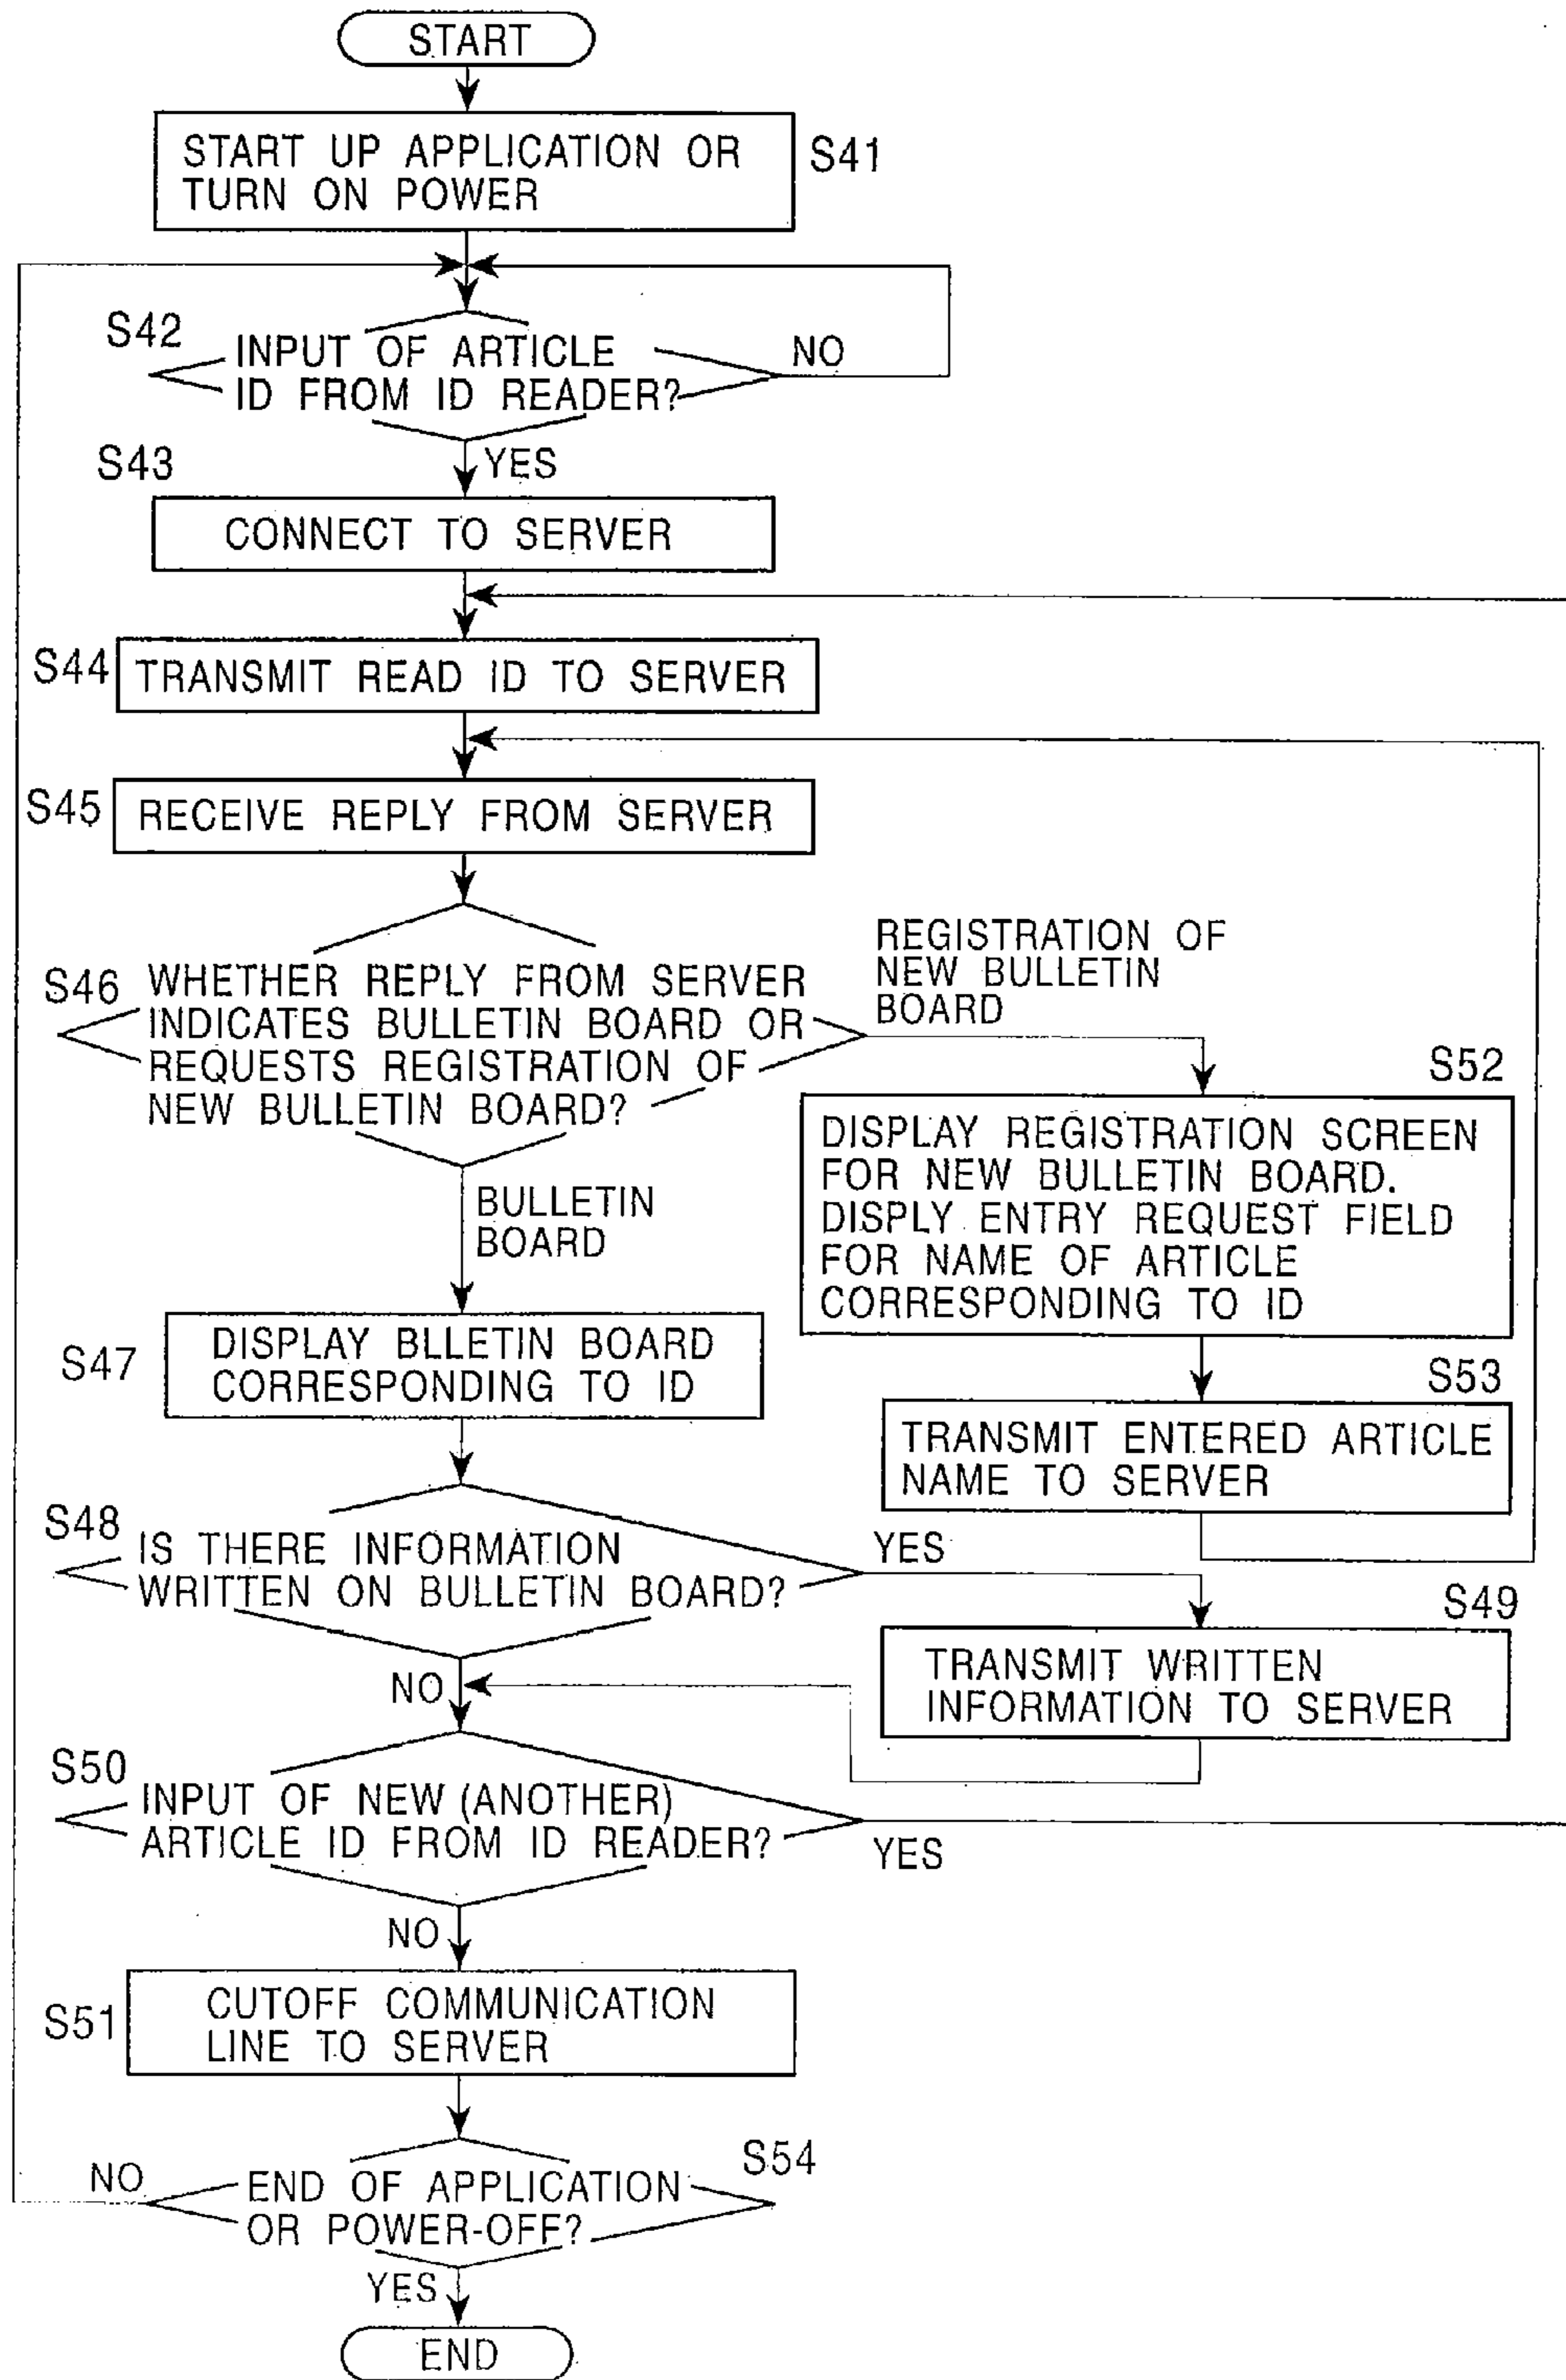 START
START UP APPLICATION OR
TURN ON POWER
S41
S42
INPUT OF ARTICLE
ID FROM ID READER?
NO
YES
S43
CONNECT TO SERVER
S44
TRANSMIT READ ID TO SERVER
S45
RECEIVE REPLY FROM SERVER
S46
WHETHER REPLY FROM SERVER
INDICATES BULLETIN BOARD OR
REQUESTS REGISTRATION OF
NEW BULLETIN BOARD?
REGISTRATION OF
NEW BULLETIN
BOARD
S52
DISPLAY REGISTRATION SCREEN
FOR NEW BULLETIN BOARD.
DISPLY ENTRY REQUEST FIELD
FOR NAME OF ARTICLE
CORRESPONDING TO ID
BULLETIN
BOARD
S47
DISPLAY BLLETIN BOARD
CORRESPONDING TO ID
S53
TRANSMIT ENTERED ARTICLE
NAME TO SERVER
S48
IS THERE INFORMATION
WRITTEN ON BULLETIN BOARD?
YES
S49
TRANSMIT WRITTEN
INFORMATION TO SERVER
NO
S50
INPUT OF NEW (ANOTHER)
ARTICLE ID FROM ID READER?
YES
NO
S51
CUTOFF COMMUNICATION
LINE TO SERVER
S54
END OF APPLICATION
OR POWER-OFF?
NO
YES
END